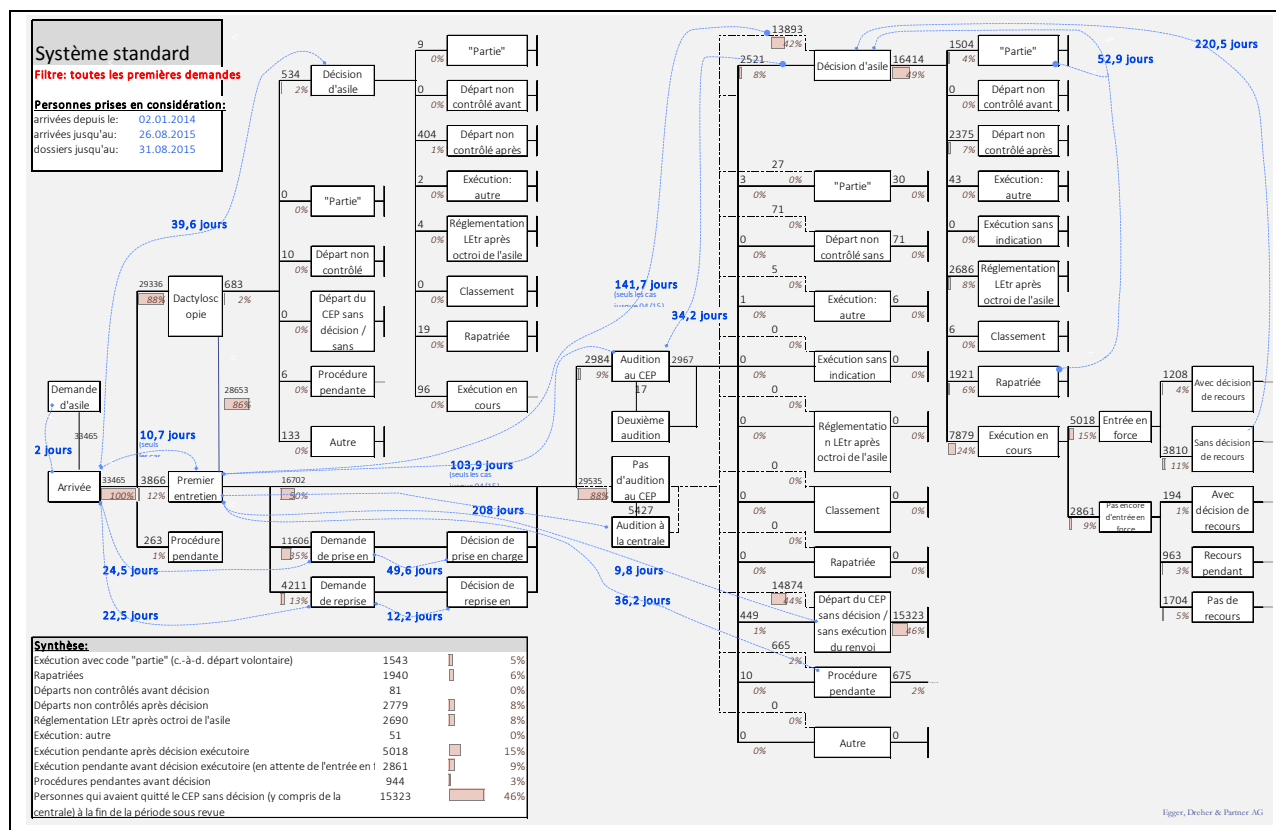 Système standard
Filtre: toutes les premières demandes
Personnes prises en considération:
arrivées depuis le: 02.01.2014
arrivées jusqu'au: 26.08.2015
dossiers jusqu'au: 31.08.2015
Demande
d'asile
33465
2 jours
Arrivée
33465
100%
10,7 jours
(seuls
3866
12%
Premier
entretien
29336
88%
Dactylosc
opie
683
2%
28653
86%
263
1%
Procédure
pendante
39,6 jours
534
2%
Décision
d'asile
0
0%
"Partie"
10
0%
Départ non
contrôlé
0
0%
Départ du
CEP sans
décision /
sans
6
0%
Procédure
pendante
133
0%
Autre
9
0%
"Partie"
0
0%
Départ non
contrôlé avant
404
1%
Départ non
contrôlé après
2
0%
Exécution:
autre
4
0%
Réglementation
LEtr après
octroi de l'asile
0
0%
Classement
19
0%
Rapatriée
96
0%
Exécution en
cours
16702
50%
103,9 jours
(seuls les cas
208 jours
11606
35%
Demande
de prise en
49,6 jours
Décision de
prise en charge
4211
13%
Demande
de reprise
12,2 jours
Décision de
reprise en
24,5 jours
22,5 jours
9,8 jours
36,2 jours
141,7 jours
(seuls les cas
34,2 jours
2984
9%
Audition
au CEP
2967
17
Deuxième
audition
29535
88%
Pas
d'audition
au CEP
5427
Audition à
la centrale
13893
42%
2521
8%
Décision d'asile
16414
49%
27
0%
3
0%
"Partie"
30
0%
71
0%
0
0%
Départ non
contrôlé sans
71
0%
5
0%
1
0%
Exécution:
autre
6
0%
0
0%
0
0%
Exécution sans
indication
0
0%
0
0%
0
0%
Réglementatio
n LEtr après
octroi de l'asile
0
0%
0
0%
0
0%
Classement
0
0%
0
0%
0
0%
Rapatriée
0
0%
14874
44%
449
1%
Départ du CEP
sans décision /
sans exécution
du renvoi
15323
46%
665
2%
10
0%
Procédure
pendante
675
2%
0
0%
0
0%
Autre
0
0%
220,5 jours
52,9 jours
1504
4%
"Partie"
0
0%
Départ non
contrôlé avant
2375
7%
Départ non
contrôlé après
43
0%
Exécution:
autre
0
0%
Exécution sans
indication
2686
8%
Réglementation
LEtr après
octroi de l'asile
6
0%
Classement
1921
6%
Rapatriée
7879
24%
Exécution en
cours
5018
15%
Entrée en
force
2861
9%
Pas encore
d'entrée en
force
1208
4%
Avec décision
de recours
3810
11%
Sans décision
de recours
194
1%
Avec
décision de
recours
963
3%
Recours
pendant
1704
5%
Pas de
recours
Synthèse:
Exécution avec code "partie" (c.-à-d. départ volontaire) 1543 5%
Rapatriées 1940 6%
Départs non contrôlés avant décision 81 0%
Départs non contrôlés après décision 2779 8%
Réglementation LEtr après octroi de l'asile 2690 8%
Exécution: autre 51 0%
Exécution pendante après décision exécutoire 5018 15%
Exécution pendante avant décision exécutoire (en attente de l'entrée en f 2861 9%
Procédures pendantes avant décision 944 3%
Personnes qui avaient quitté le CEP sans décision (y compris de la 15323 46%
centrale) à la fin de la période sous revue
Egger, Dreher & Partner AG